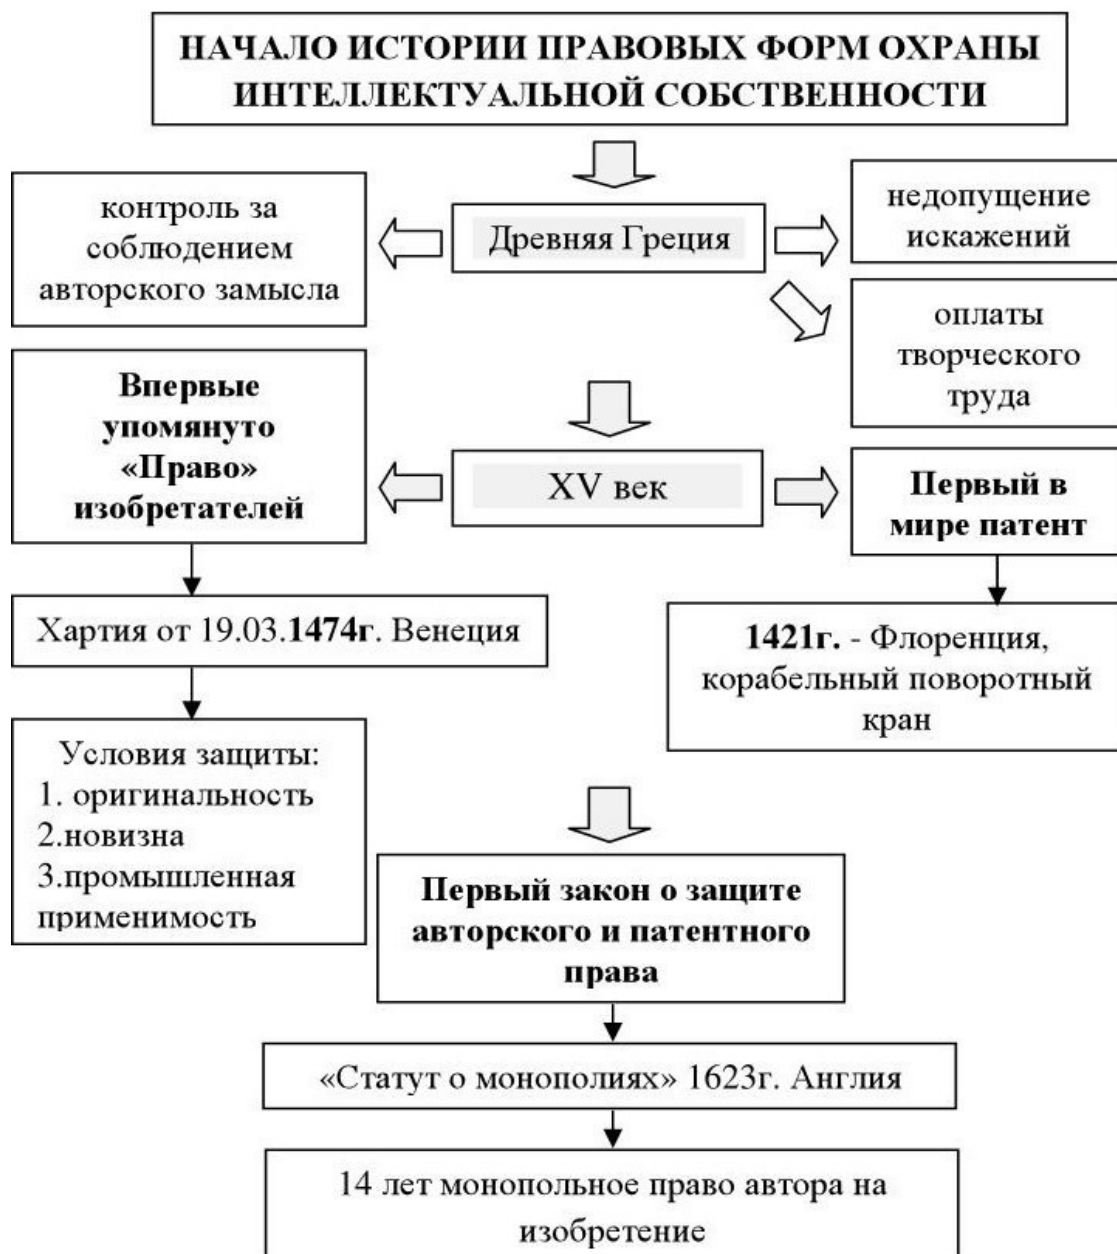 НАЧАЛО ИСТОРИИ ПРАВОВЫХ ФОРМ ОХРАНЫ
ИНТЕЛЛЕКТУАЛЬНОЙ СОБСТВЕННОСТИ
контроль за
соблюдением
авторского замысла
Древняя Греция
недопущение
искажений
оплаты
творческого
труда
Впервые
упомянуто
«Право»
изобретателей
XV век
Первый в
мире патент
Хартия от 19.03.1474г. Венеция
1421г. - Флоренция,
корабельный поворотный
кран
Условия защиты:
1. оригинальность
2.новизна
3.промышленная
применимость
Первый закон о защите
авторского и патентного
права
«Статут о монополиях» 1623г. Англия
14 лет монопольное право автора на
изобретение